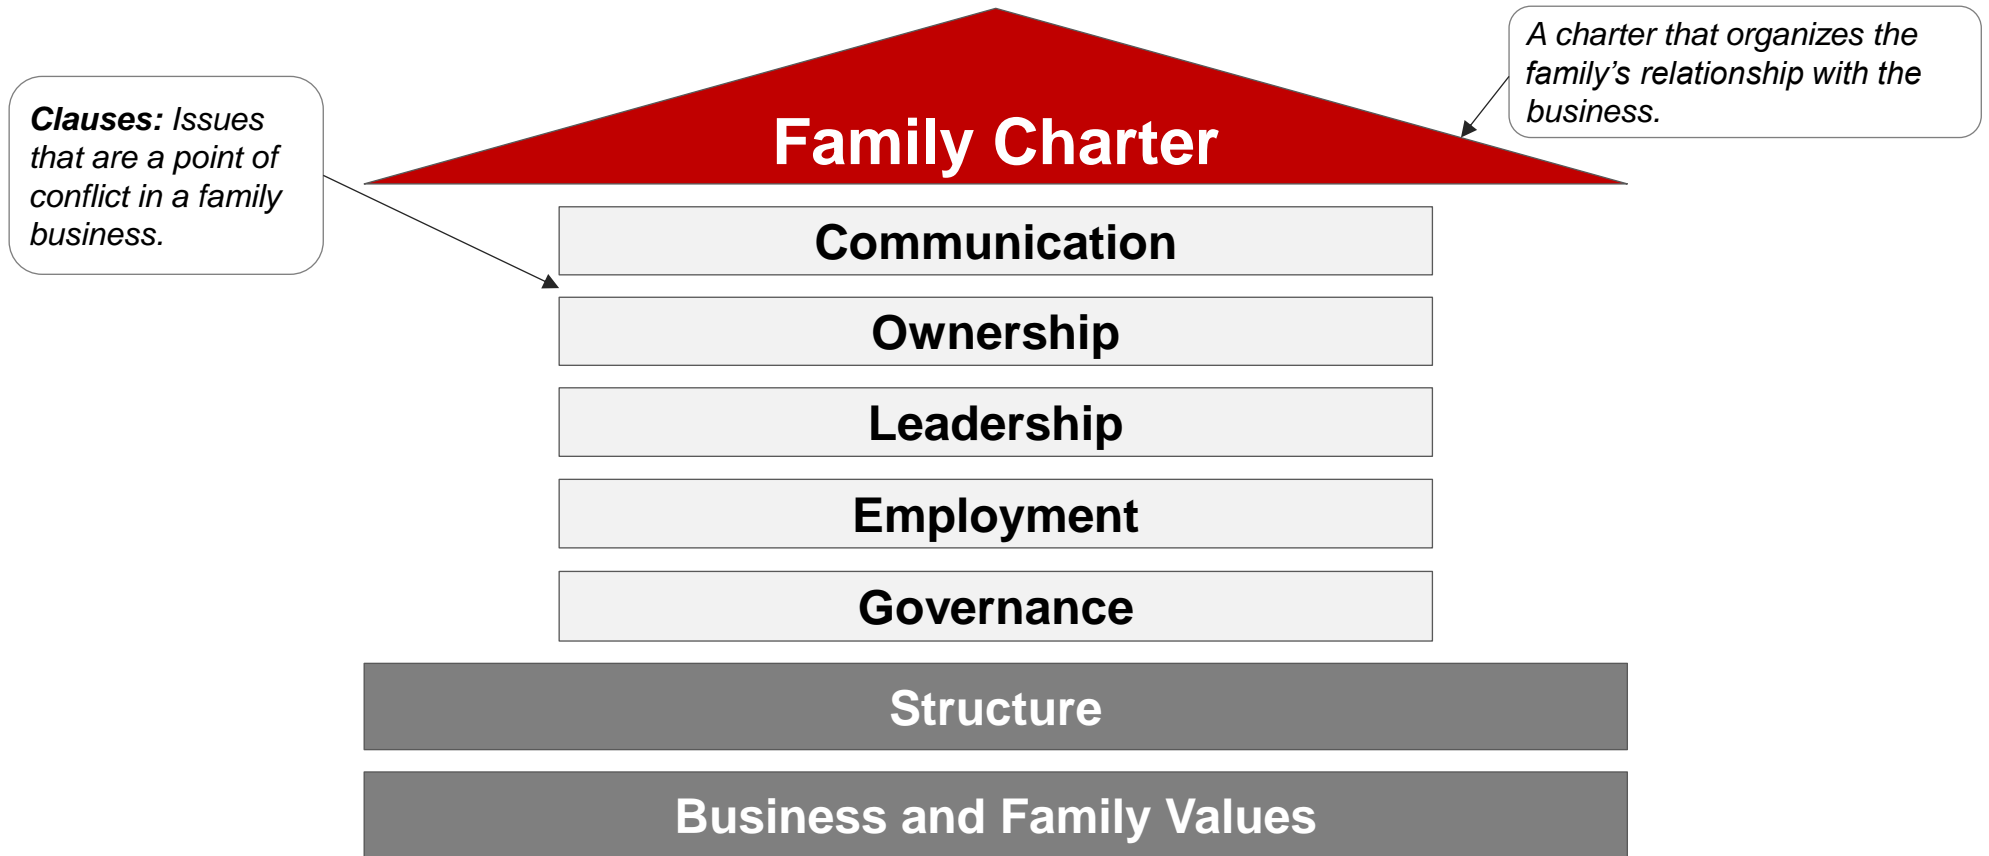 A charter that organizes the
family’s relationship with the
business.
Clauses: Issues
that are a point of
conflict in a family
business.
Family Charter
Communication
Ownership
Leadership
Employment
Governance
Structure
Business and Family Values